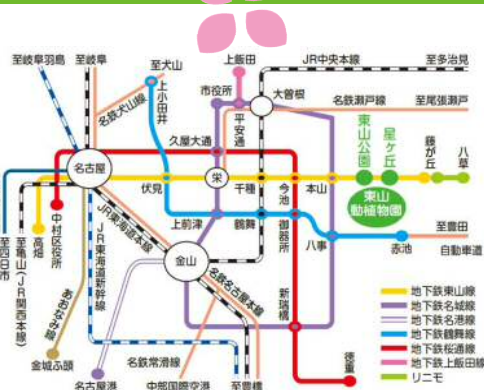 至岐阜羽島
至岐阜
至犬山
上飯田
JR中央本線
至多治見
名鉄犬山線
上小田井
市役所
平安通
大曽根
名鉄瀬戸線
至尾張瀬戸
久屋大通
東山公園
星ヶ丘
藤が丘
八草
名古屋
伏見
栄
千種
今池
本山
東山
動植物園
中村区役所
高畑
至亀山(JR関西本線)
至四日市
JR東海道本線
JR東海道新幹線
上前津
鶴舞
御器所
八事
赤池
至豊田
自動車道
あおなみ線
金城ふ頭
金山
名鉄名古屋本線
新瑞橋
名古屋港
名鉄常滑線
中部国際空港
至豊橋
徳重
地下鉄東山線
地下鉄名城線
地下鉄名港線
地下鉄鶴舞線
地下鉄桜通線
地下鉄上飯田線
リニモ